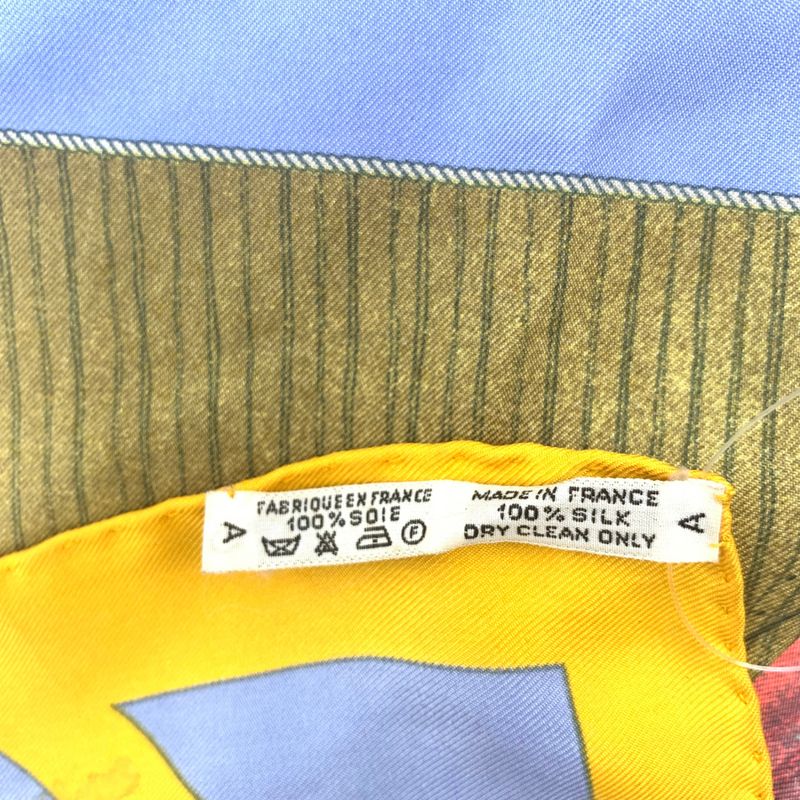 A
FABRIQUE EN FRANCE
100% SOIE
F
MADE IN FRANCE
100% SILK
DRY CLEAN ONLY
A